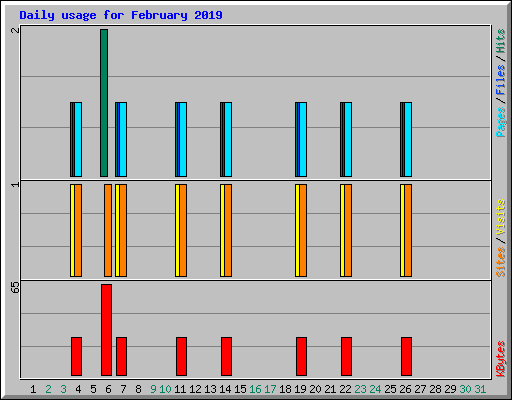 Daily usage for February 2019
2
Pages/Files/Hits
1
Sites/Visits
65
KBytes
1 2 3 4 5 6 7 8 9 10 11 12 13 14 15 16 17 18 19 20 21 22 23 24 25 26 27 28 29 30 31